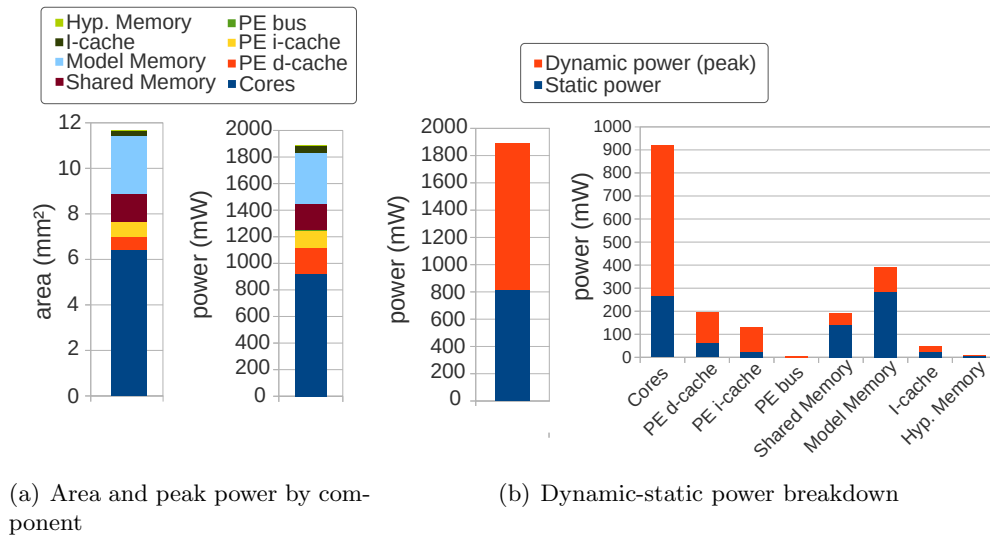 Hyp. Memory
I-cache
Model Memory
Shared Memory
PE bus
PE i-cache
PE d-cache
Cores
area (mm²)
12
10
8
6
4
2
0
power (mW)
2000
1800
1600
1400
1200
1000
800
600
400
200
0
(a) Area and peak power by com-
ponent
Dynamic power (peak)
Static power
power (mW)
2000
1800
1600
1400
1200
1000
800
600
400
200
0
power (mW)
1000
900
800
700
600
500
400
300
200
100
0
Cores
PE d-cache
PE i-cache
PE bus
Shared Memory
Model Memory
I-cache
Hyp. Memory
(b) Dynamic-static power breakdown